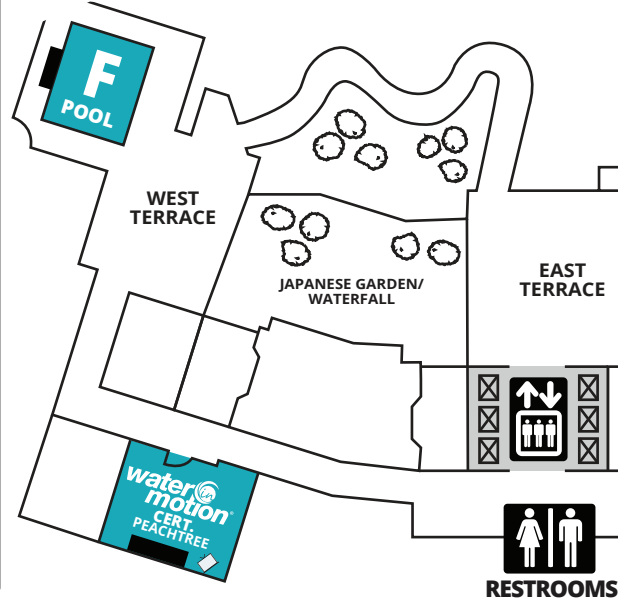 F
POOL
WEST
TERRACE
JAPANESE GARDEN/
WATERFALL
EAST
TERRACE
water
motion®
CERT.
PEACHTREE
RESTROOMS